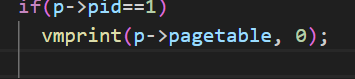 if(p->pid==1)
vmprint(p->pagetable, 0);